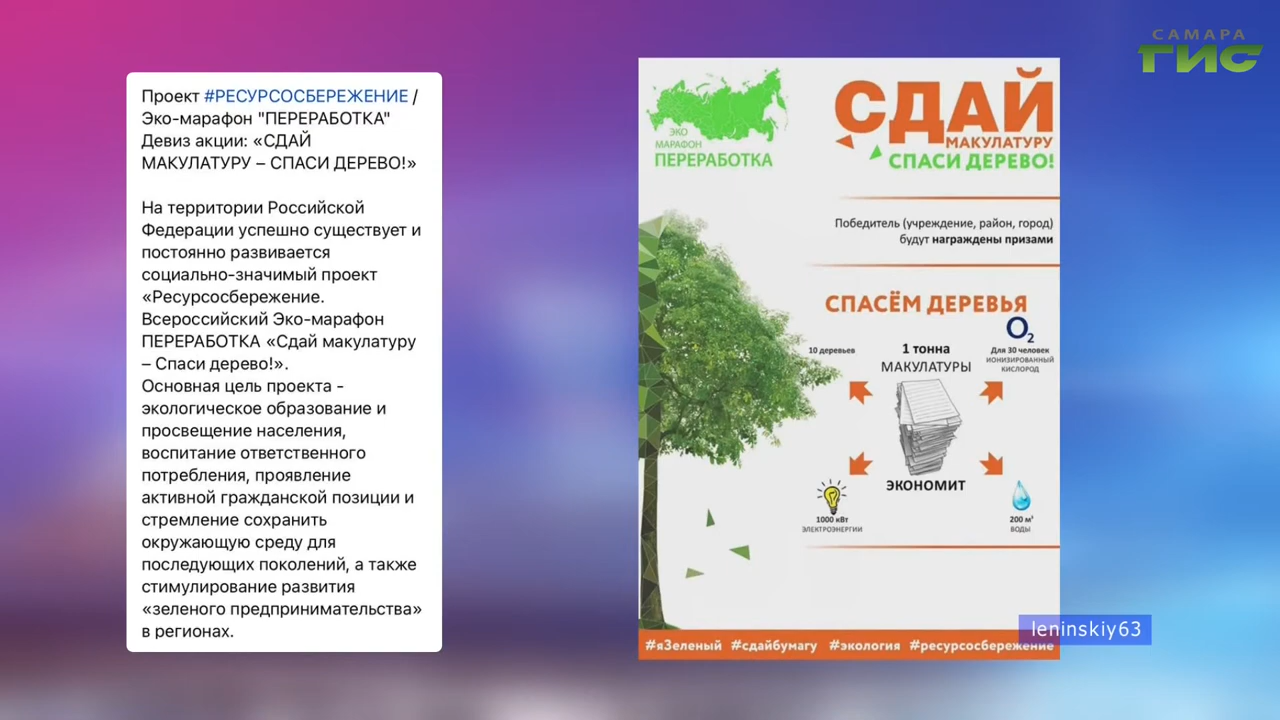 САМАРА
ГИС
Проект #РЕСУРСОСБЕРЕЖЕНИЕ /
Эко-марафон "ПЕРЕРАБОТКА"
Девиз акции: «СДАЙ
МАКУЛАТУРУ – СПАСИ ДЕРЕВО!»
На территории Российской
Федерации успешно существует и
постоянно развивается
социально-значимый проект
«Ресурсосбережение.
Всероссийский Эко-марафон
ПЕРЕРАБОТКА «Сдай макулатуру
– Спаси дерево!».
Основная цель проекта -
экологическое образование и
просвещение населения,
воспитание ответственного
потребления, проявление
активной гражданской позиции и
стремление сохранить
окружающую среду для
последующих поколений, а также
стимулирование развития
«зеленого предпринимательства»
в регионах.
ЭКО
МАРАФОН
ПЕРЕРАБОТКА
СДАЙ
МАКУЛАТУРУ
СПАСИ ДЕРЕВО!
Победитель (учреждение, район, город)
будут награждены призами
СПАСЁМ ДЕРЕВЬЯ
O2
10 деревьев
1 тонна
МАКУЛАТУРЫ
Для 30 человек
ИОНИЗИРОВАННЫЙ
КИСЛОРОД
ЭКОНОМИТ
1000 кВт
ЭЛЕКТРОЭНЕРГИИ
200 м³
ВОДЫ
leninskiy63
#яЗеленый #сдайбумагу #экология #ресурсосбережение